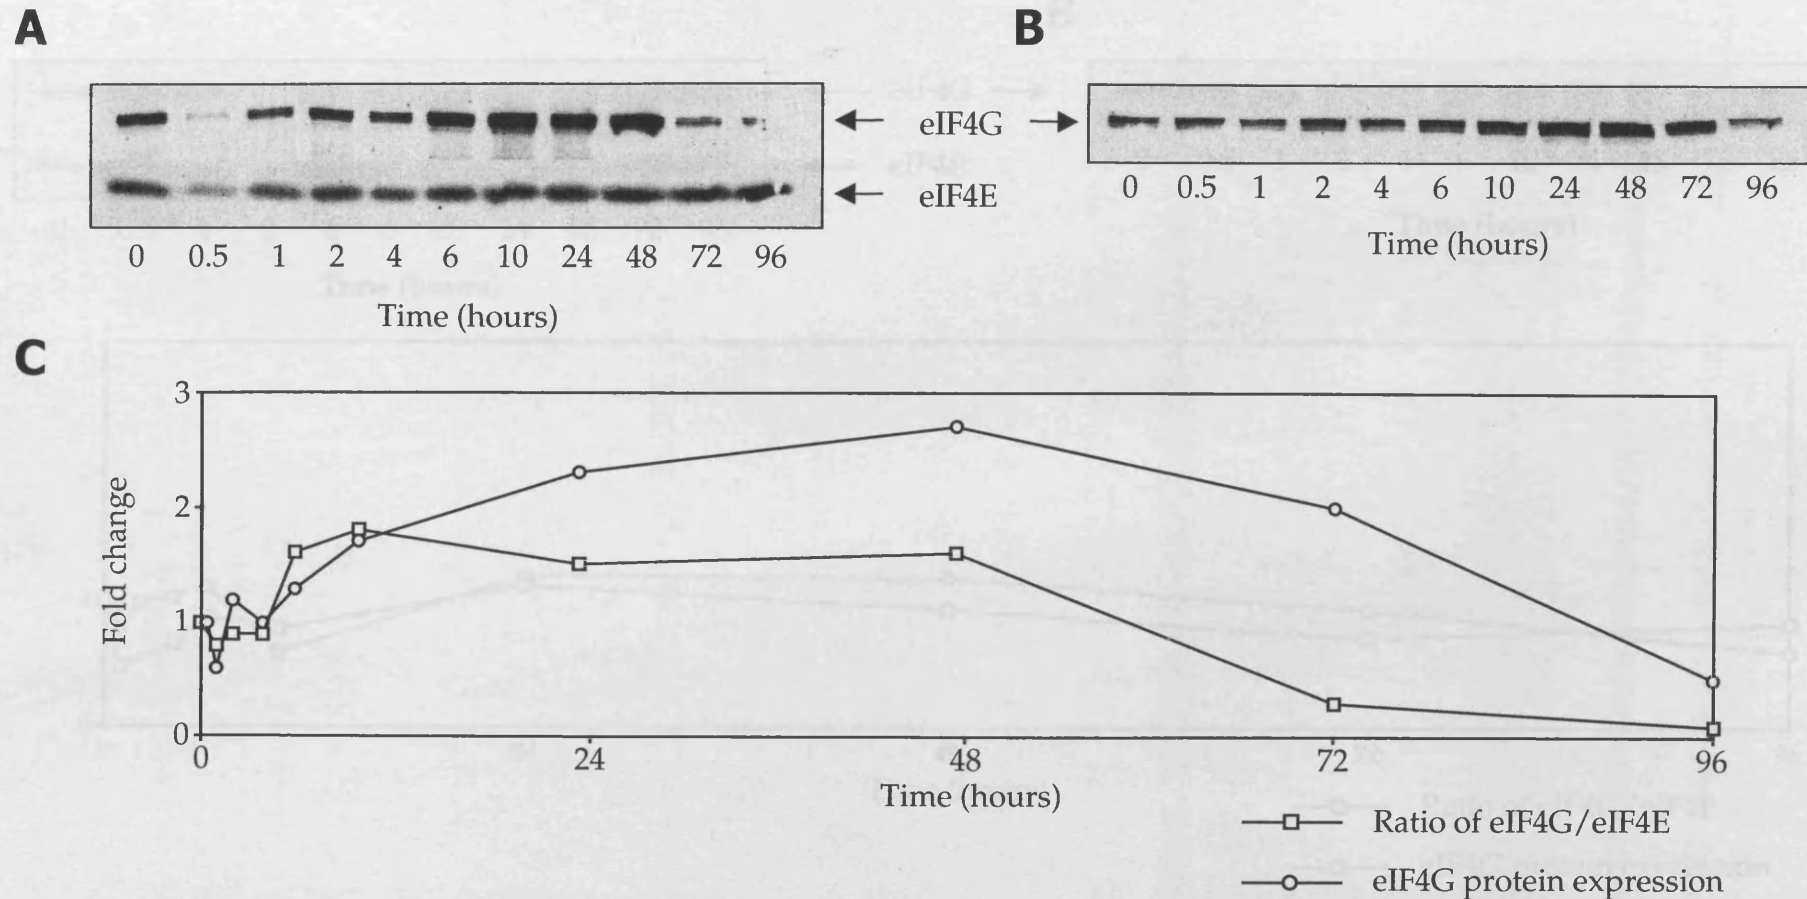 A
B
eIF4G
eIF4E
0 0.5 1 2 4 6 10 24 48 72 96
Time (hours)
0 0.5 1 2 4 6 10 24 48 72 96
Time (hours)
C
3
2
1
0
Fold change
0 24 48 72 96
Time (hours)
Ratio of eIF4G/eIF4E
eIF4G protein expression